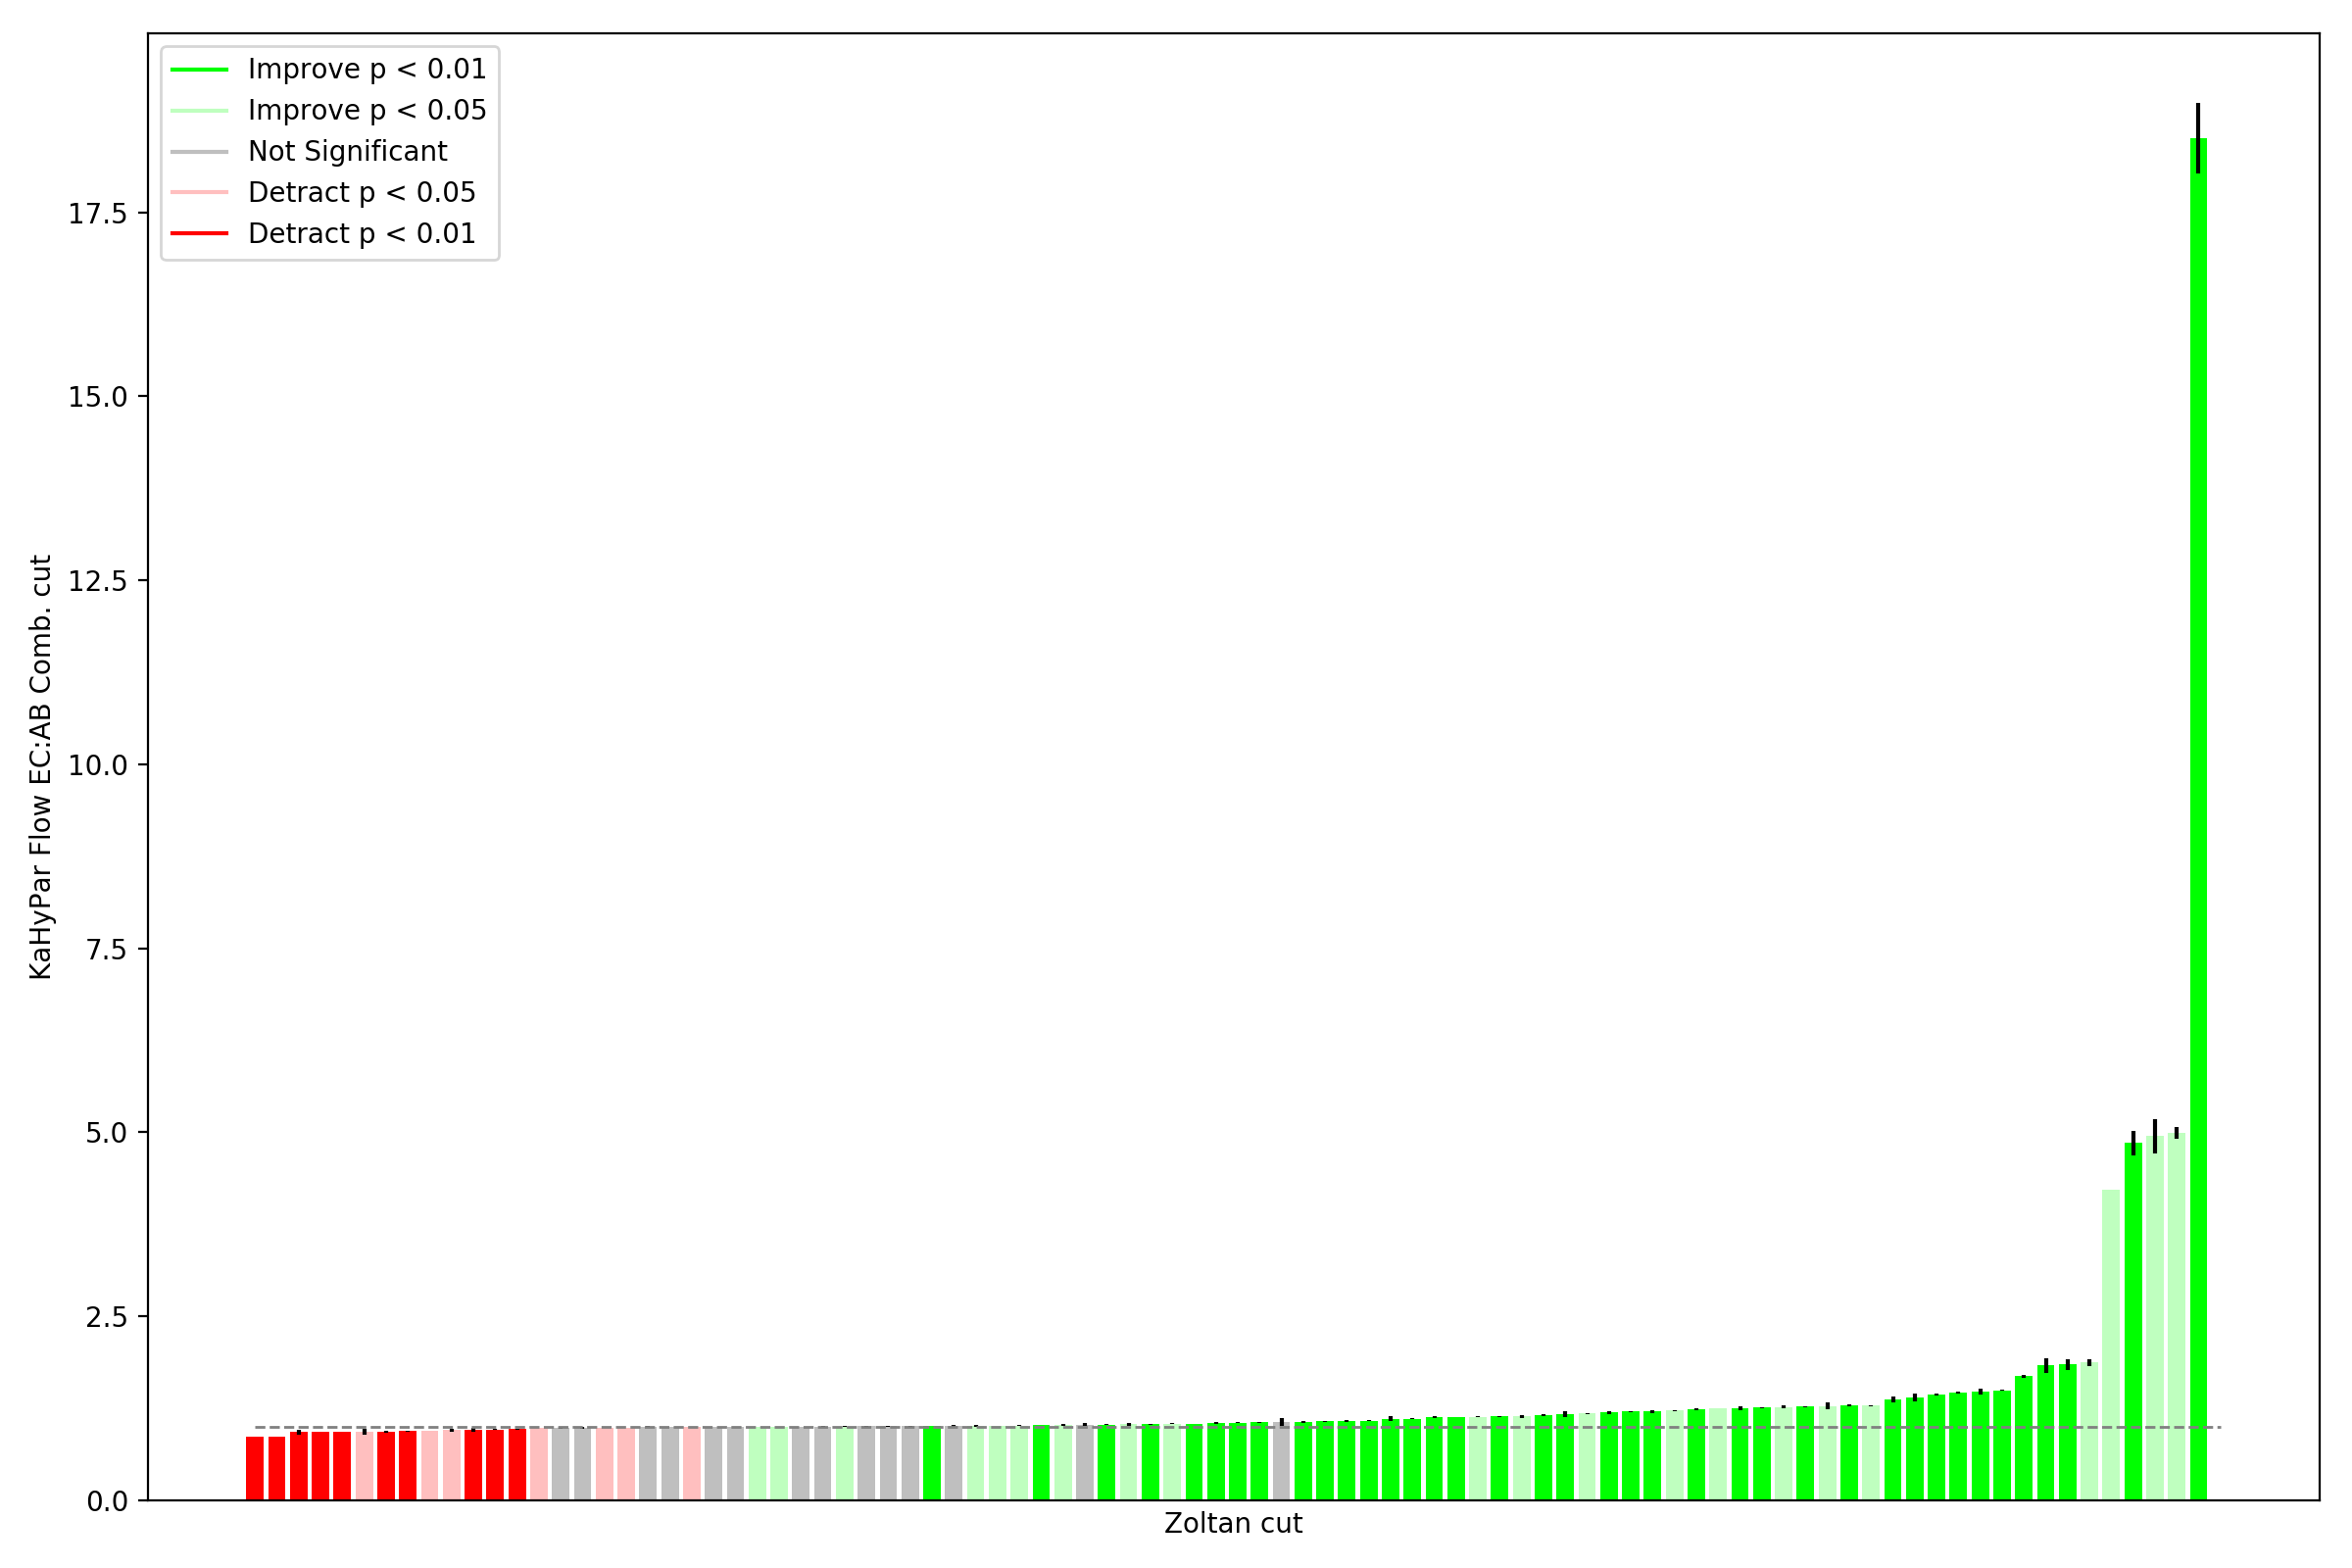 Improve p < 0.01
Improve p < 0.05
Not Significant
Detract p < 0.05
Detract p < 0.01
17.5
15.0
12.5
10.0
7.5
5.0
2.5
0.0
KaHyPar Flow EC:AB Comb. cut
Zoltan cut